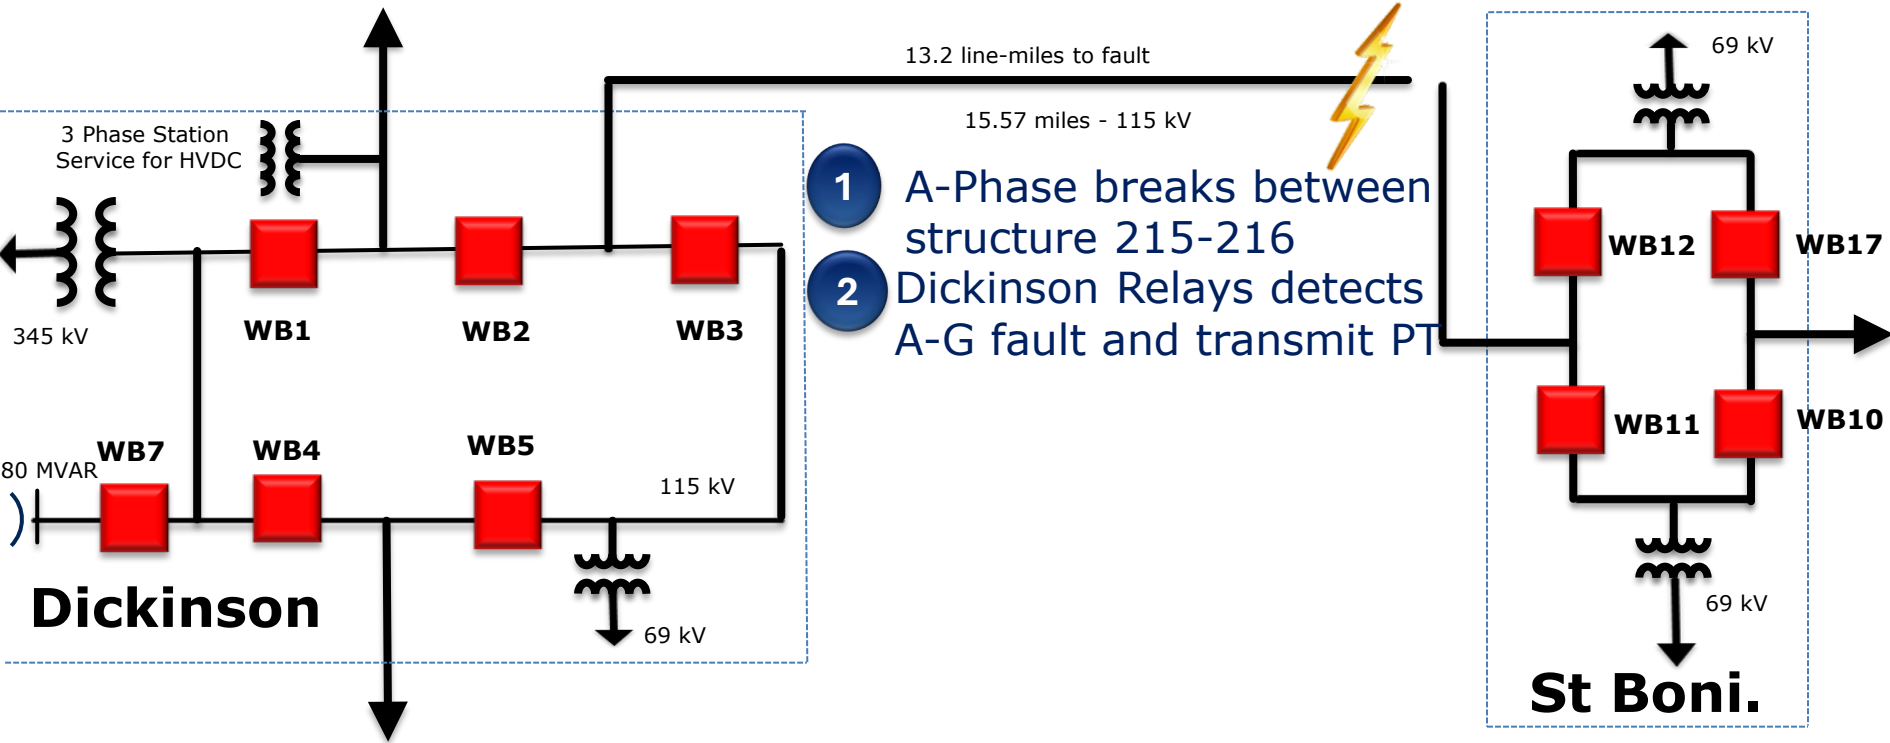 69 kV
13.2 line-miles to fault
15.57 miles - 115 kV
3 Phase Station
Service for HVDC
1
A-Phase breaks between
structure 215-216
2
Dickinson Relays detects
A-G fault and transmit PT
WB12
WB17
345 kV
WB1
WB2
WB3
WB11
WB10
WB7
WB4
WB5
80 MVAR
115 kV
69 kV
Dickinson
69 kV
St Boni.